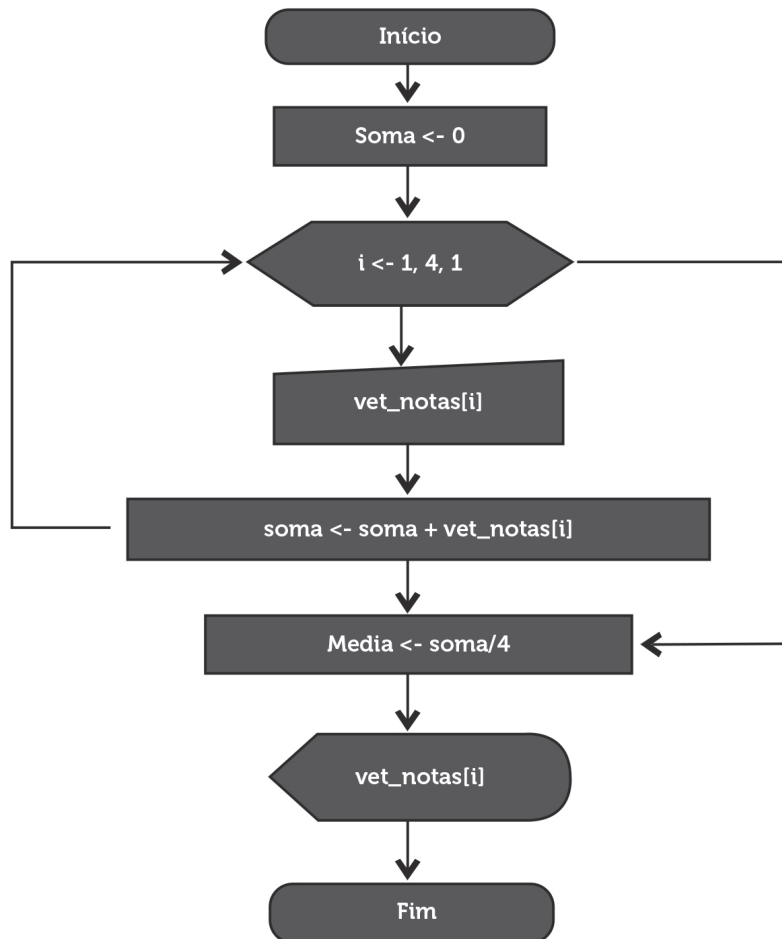 Início
Soma <- 0
i <- 1, 4, 1
vet_notas[i]
soma <- soma + vet_notas[i]
Media <- soma/4
vet_notas[i]
Fim